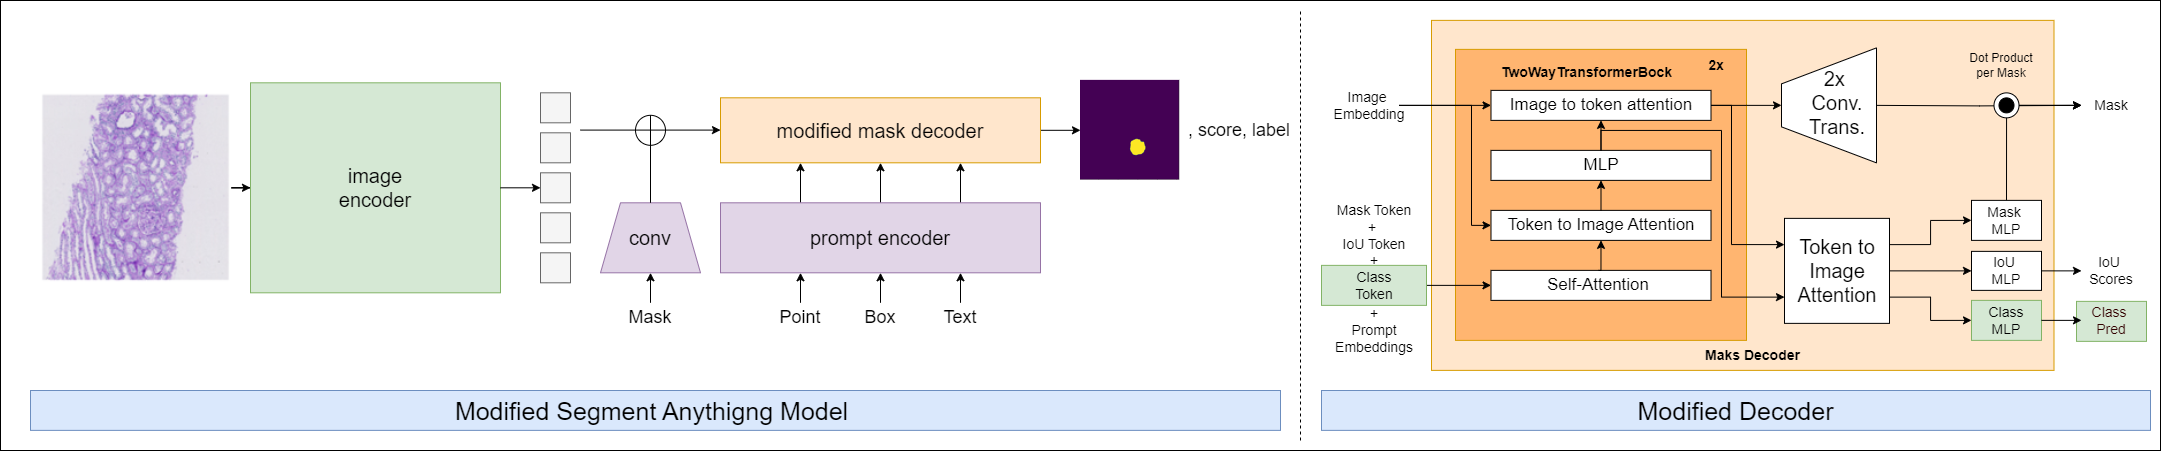 image
encoder
conv
Mask
modified mask decoder
prompt encoder
Point
Box
Text
, score, label
Modified Segment Anythigng Model
Image
Embedding
Mask Token
+
IoU Token
+
Class
Token
+
Prompt
Embeddings
TwoWayTransformerBock
2x
Image to token attention
MLP
Token to Image Attention
Self-Attention
Maks Decoder
2x
Conv.
Trans.
Dot Product
per Mask
Mask
Token to
Image
Attention
Mask
MLP
IoU
MLP
IoU
Scores
Class
MLP
Class
Pred
Modified Decoder